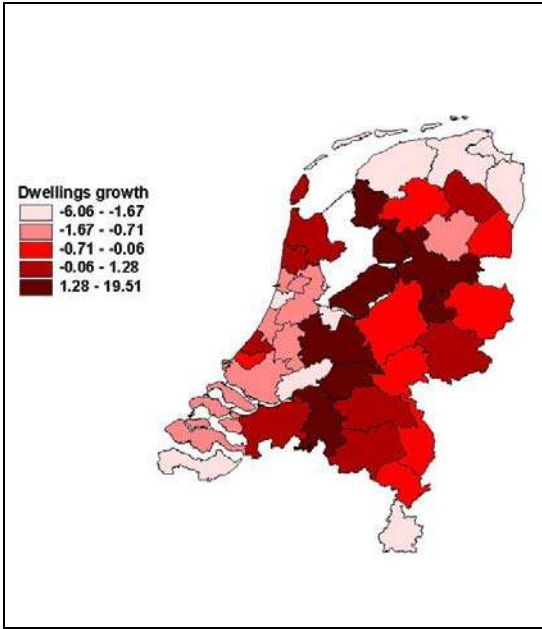 Dwellings growth
-6.06 - -1.67
-1.67 - -0.71
-0.71 - -0.06
-0.06 - 1.28
1.28 - 19.51